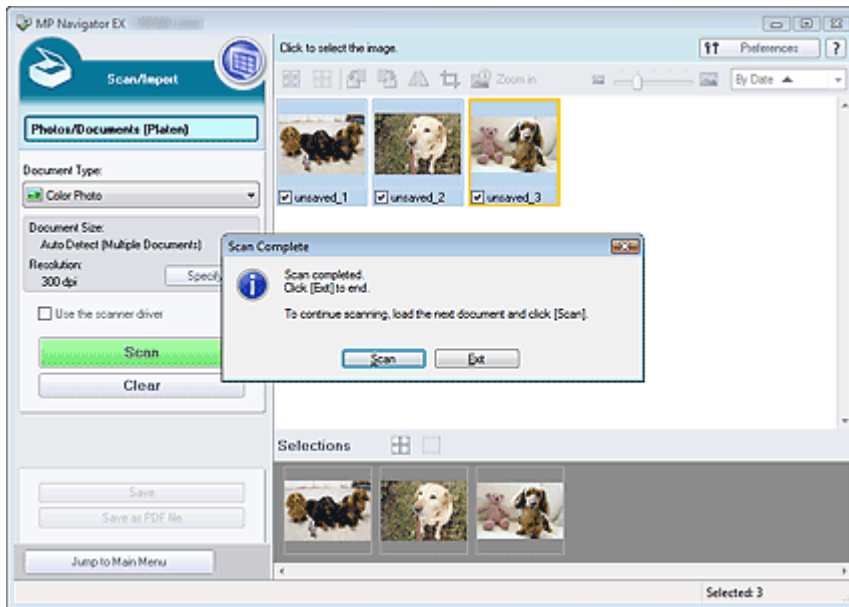 MP Navigator EX
Click to select the image.
Preferences
?
Scan/Import
Zoom in
By Date
Photos/Documents (Platen)
Document Type:
Color Photo
unsaved_1
unsaved_2
unsaved_3
Document Size:
Auto Detect (Multiple Documents)
Resolution:
300 dpi
Specify
Use the scanner driver
Scan
Clear
Scan Complete
Scan completed.
Click [Exit] to end.
To continue scanning, load the next document and click [Scan].
Scan
Exit
Selections
Save
Save as PDF file
Jump to Main Menu
Selected: 3